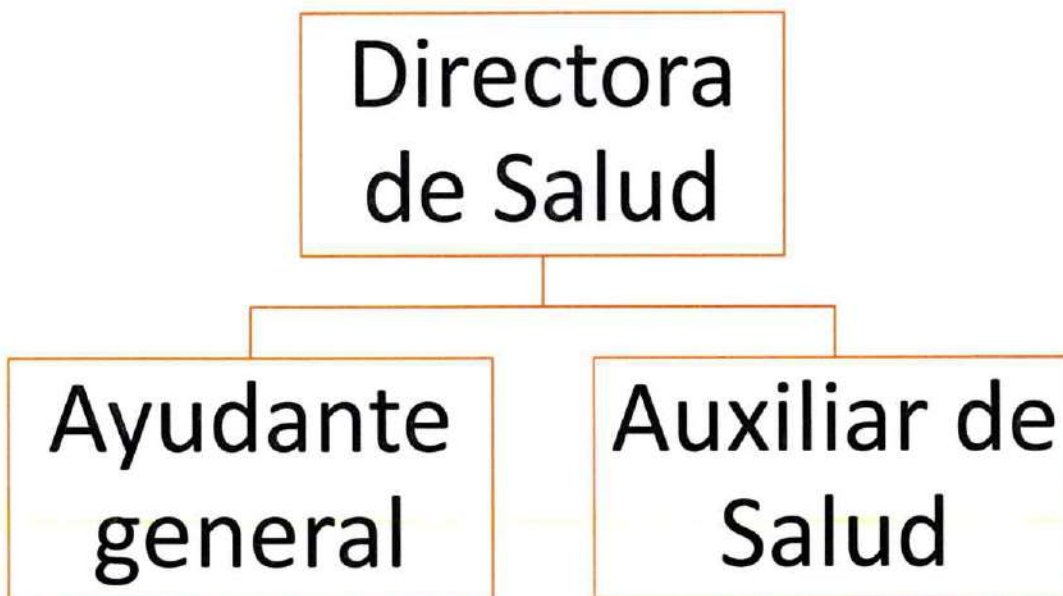 Directora
de Salud
Ayudante
general
Auxiliar de
Salud